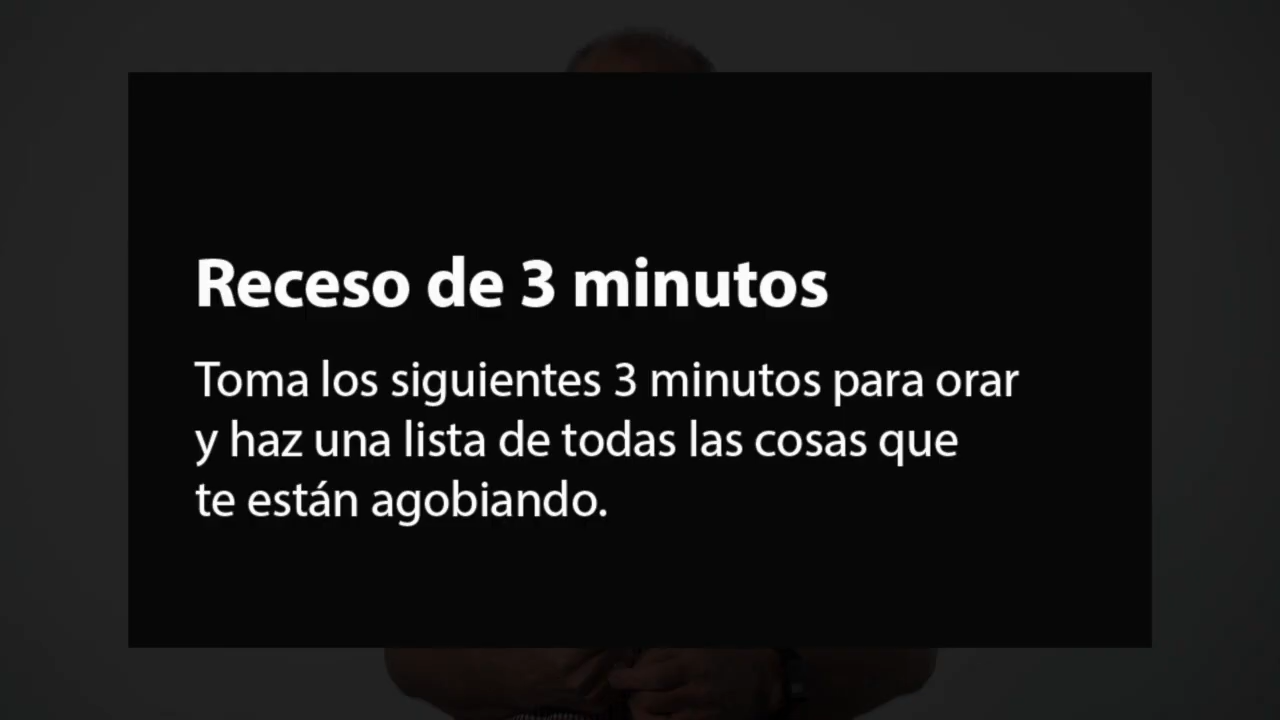 Receso de 3 minutos
Toma los siguientes 3 minutos para orar
y haz una lista de todas las cosas que
te están agobiando.